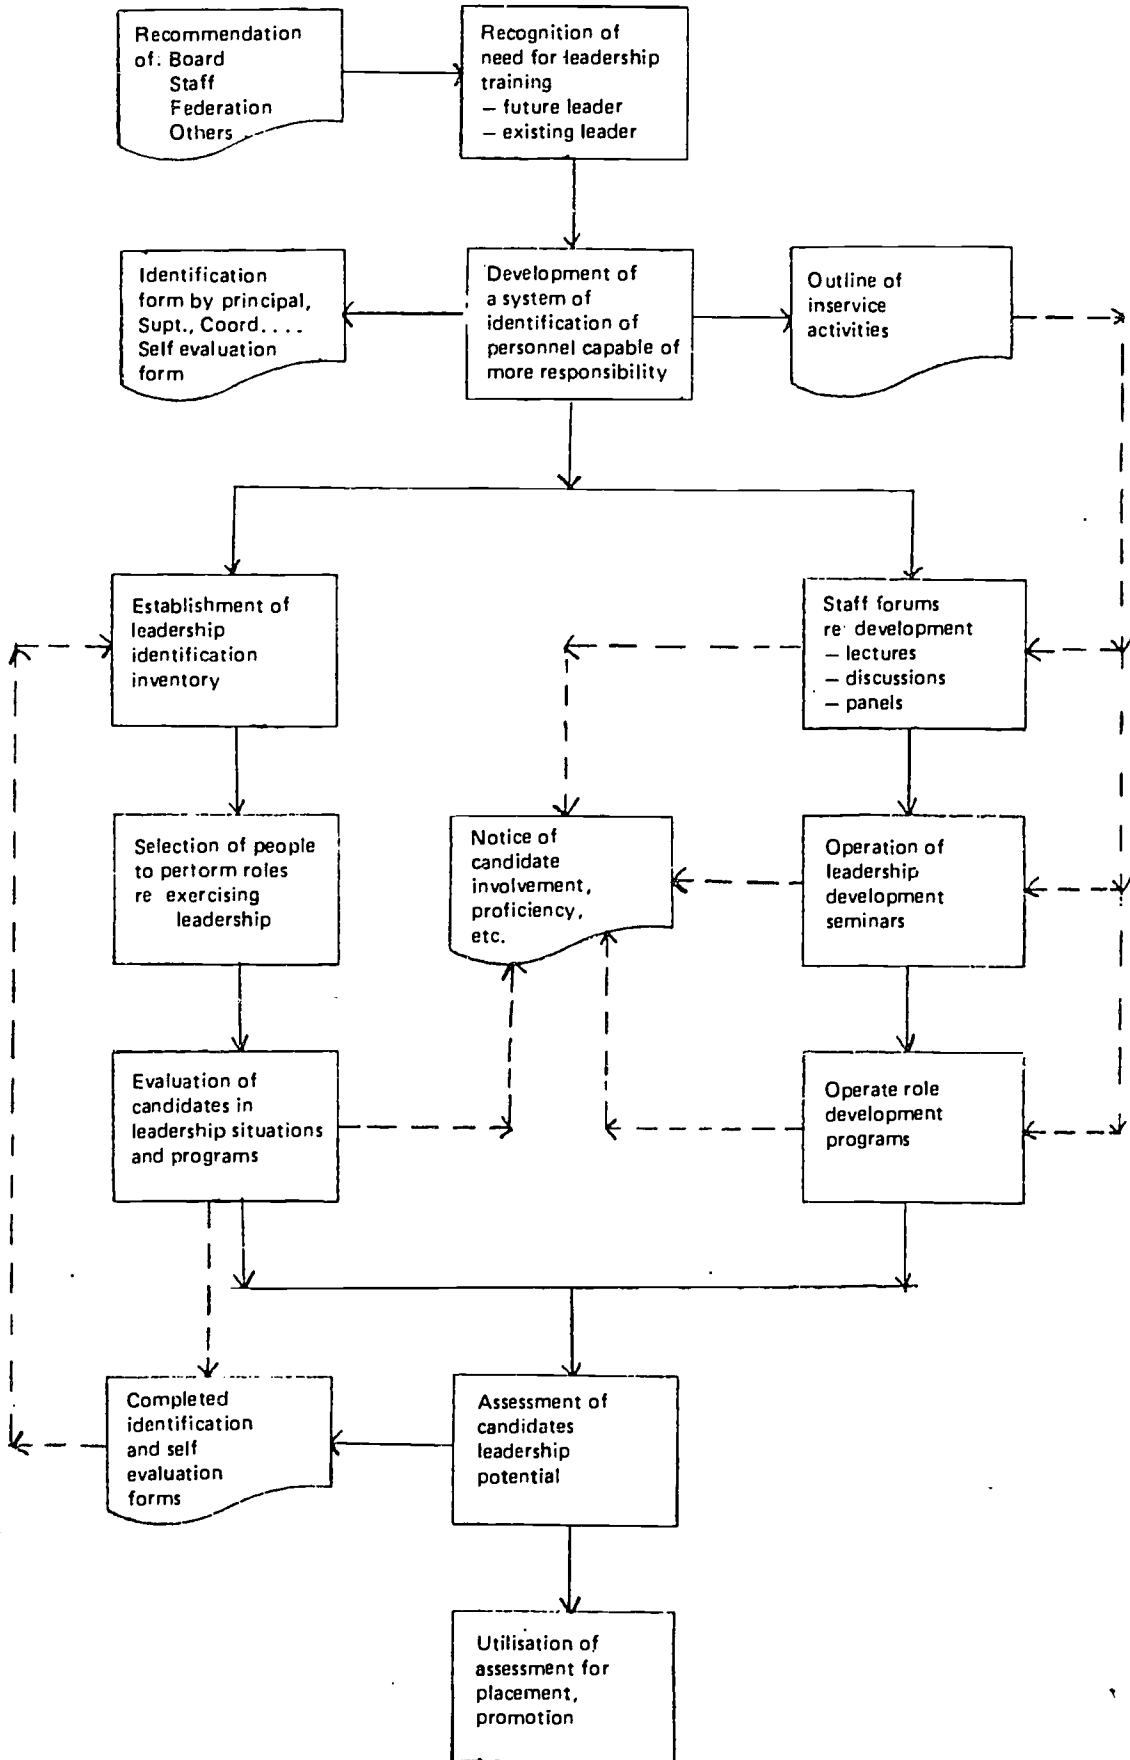 Recommendation
of: Board
Staff
Federation
Others
Recognition of
need for leadership
training
– future leader
– existing leader
Identification
form by principal,
Supt., Coord....
Self evaluation
form
Development of
a system of
identification of
personnel capable of
more responsibility
Outline of
inservice
activities
Establishment of
leadership
identification
inventory
Staff forums
re development
– lectures
– discussions
– panels
Selection of people
to perform roles
re exercising
leadership
Notice of
candidate
involvement,
proficiency,
etc.
Operation of
leadership
development
seminars
Evaluation of
candidates in
leadership situations
and programs
Operate role
development
programs
Completed
identification
and self
evaluation
forms
Assessment of
candidates
leadership
potential
Utilisation of
assessment for
placement,
promotion